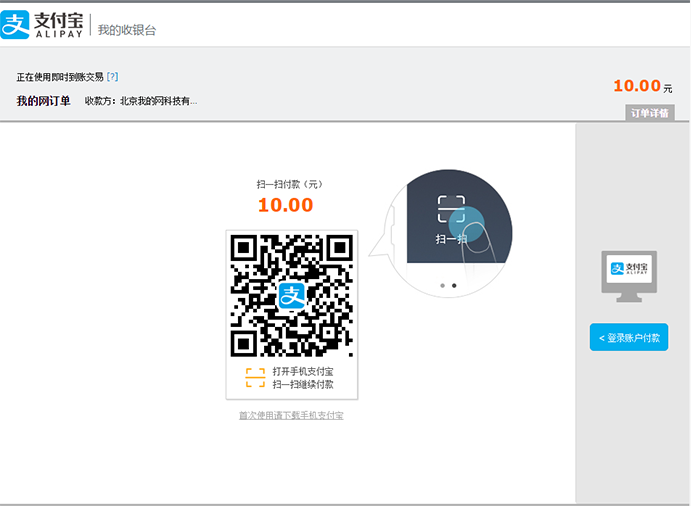 支付宝
ALIPAY
我的收银台
正在使用即时到账交易 [?]
10.00 元
我的网订单 收款方：北京我的网科技有...
订单详情
扫一扫付款（元）
10.00
扫一扫
支付宝
ALIPAY
支
打开手机支付宝
扫一扫继续付款
< 登录账户付款
首次使用请下载手机支付宝